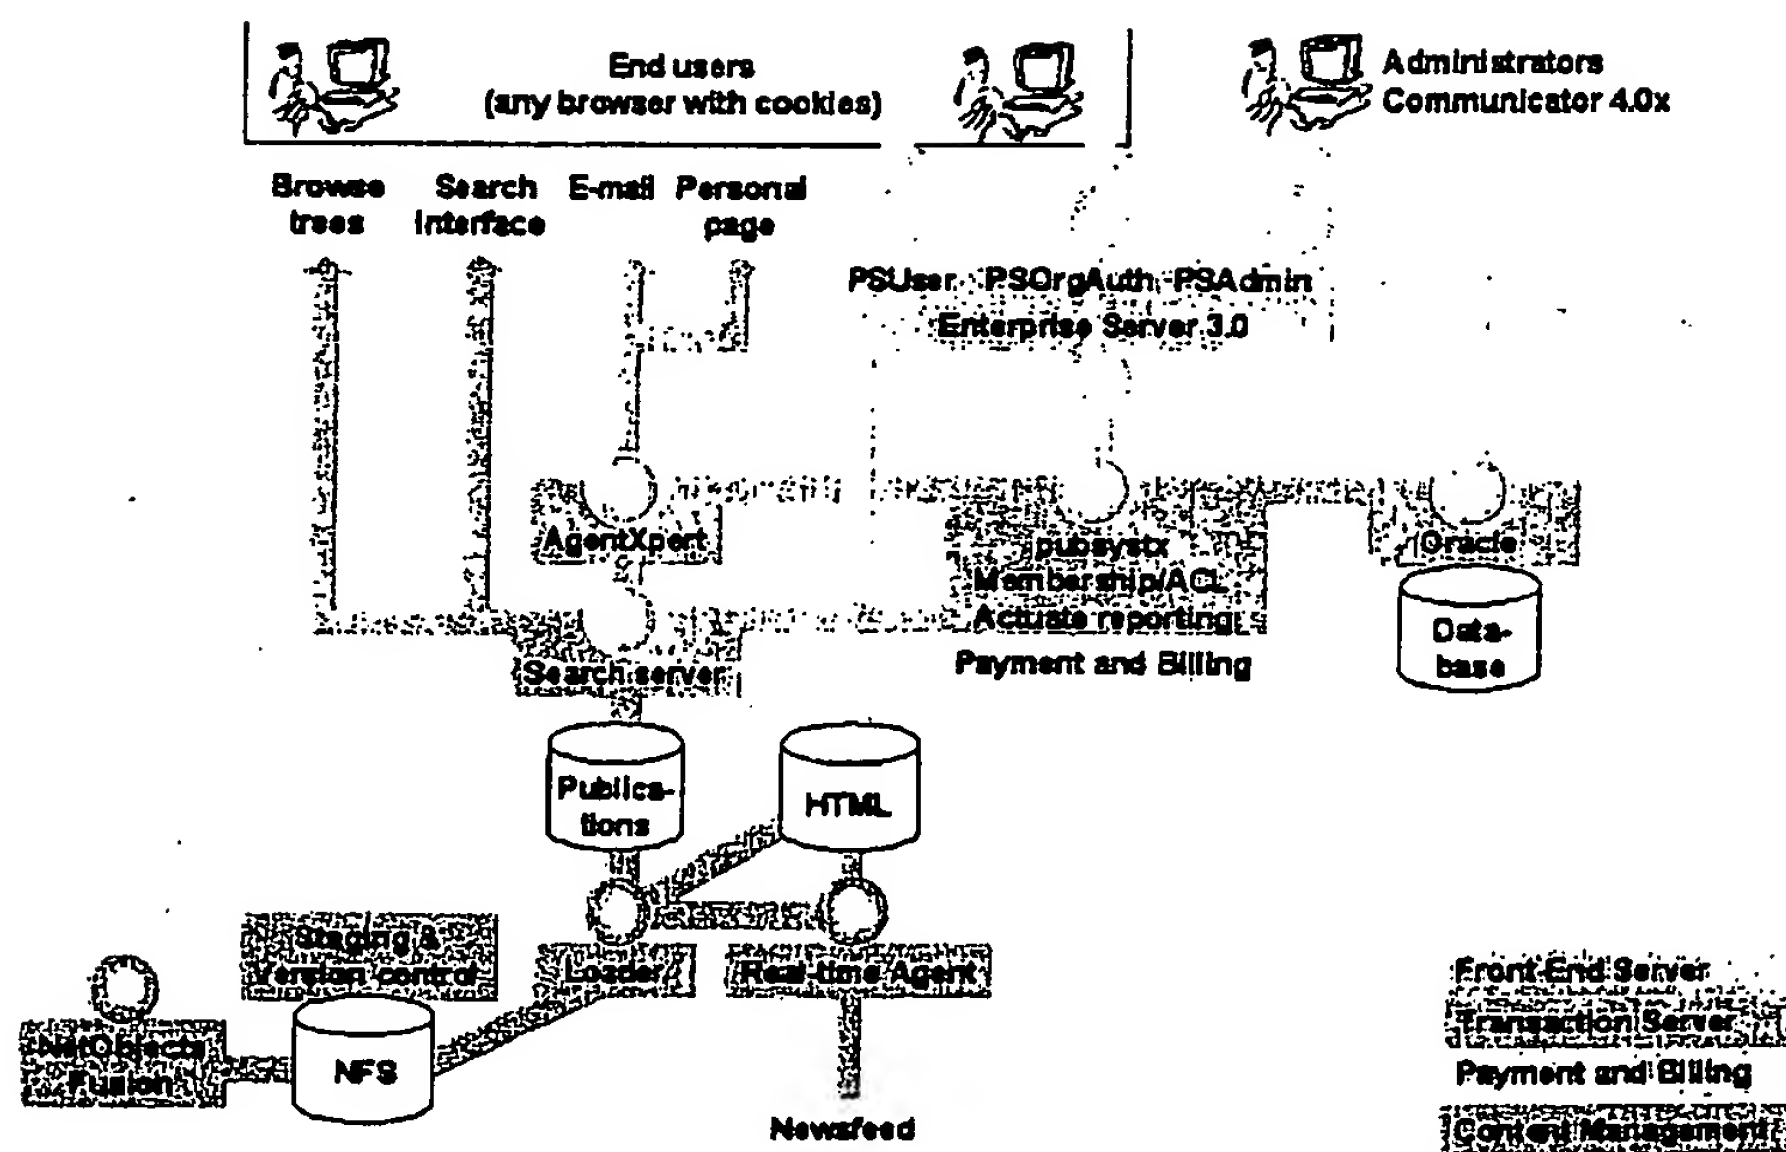 End users
(any browser with cookies)
Administrators
Communicator 4.0x
Browse
trees
Search
interface
E-mail
Personal
page
PSUser PSOrgAuth PSAdmin
Enterprise Server 3.0
AgentXpert
pubsystx
Membership/ACL
Actuate reporting
Payment and Billing
Oracle
Data-
base
Search server
Publica-
tions
HTML
Staging &
Version control
Loader
Real-time Agent
NetObjects
Fusion
NFS
Newsfeed
Front End Server
Transaction Server
Payment and Billing
Content Management